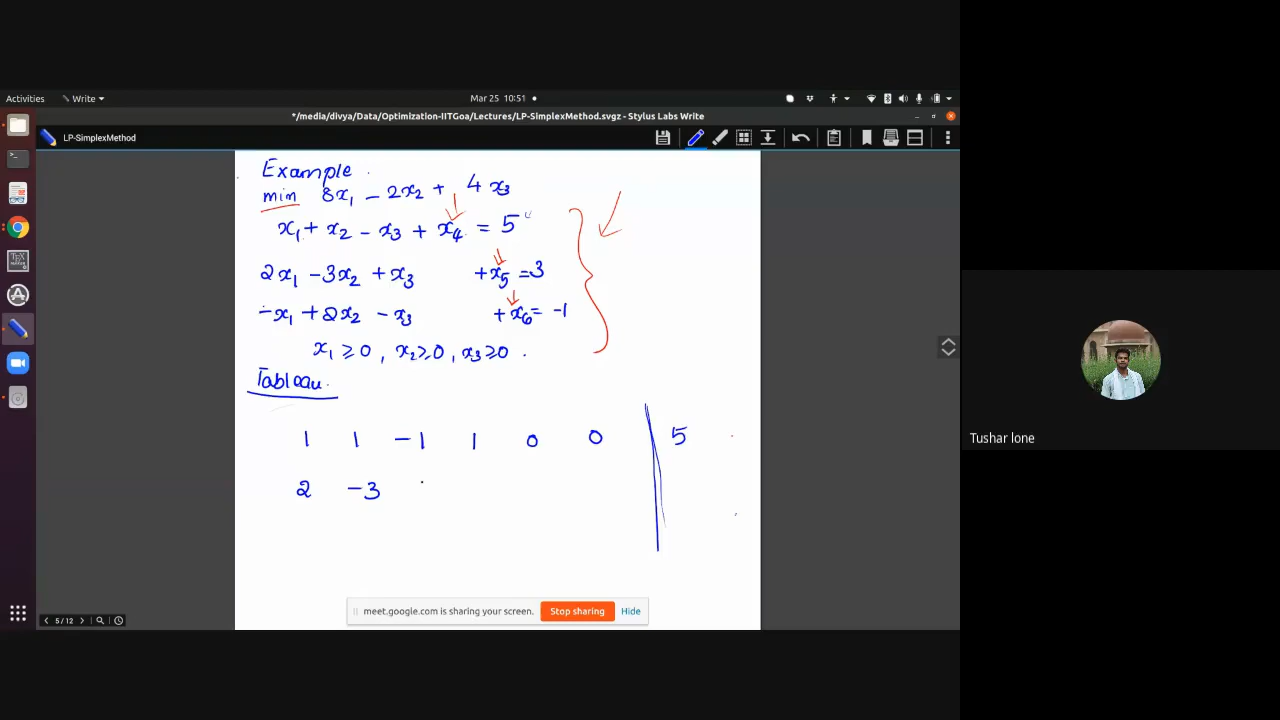 Activities Write Mar 25 10:51
*/media/divya/Data/Optimization-IITGoa/Lectures/LP-SimplexMethod.svgz - Stylus Labs Write
LP-SimplexMethod
Example
min 8x₁ - 2x₂ + 4x₃
x₁ + x₂ - x₃ + x₄ = 5
2x₁ - 3x₂ + x₃ + x₅ = 3
-x₁ + 2x₂ - x₃ + x₆ = -1
x₁ ≥ 0, x₂ ≥ 0, x₃ ≥ 0.
Tableau.
1 1 -1 1 0 0 5
2 -3
Tushar lone
meet.google.com is sharing your screen. Stop sharing Hide
5/12